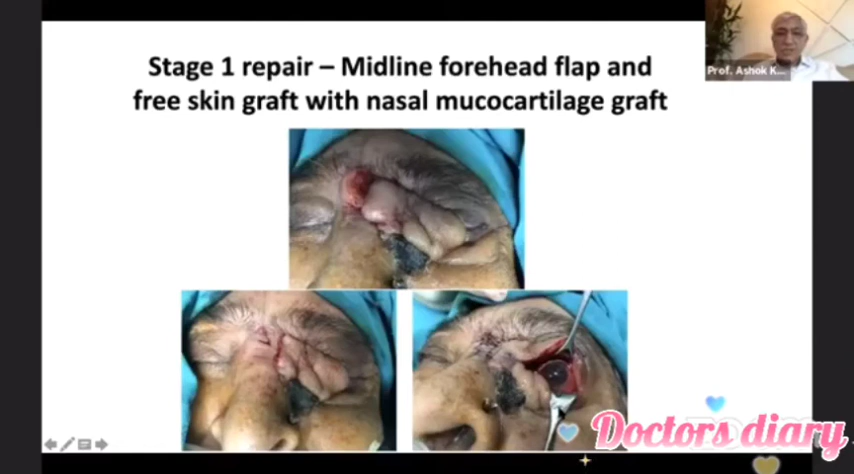 Stage 1 repair – Midline forehead flap and
free skin graft with nasal mucocartilage graft
Prof. Ashok K...
Doctors diary